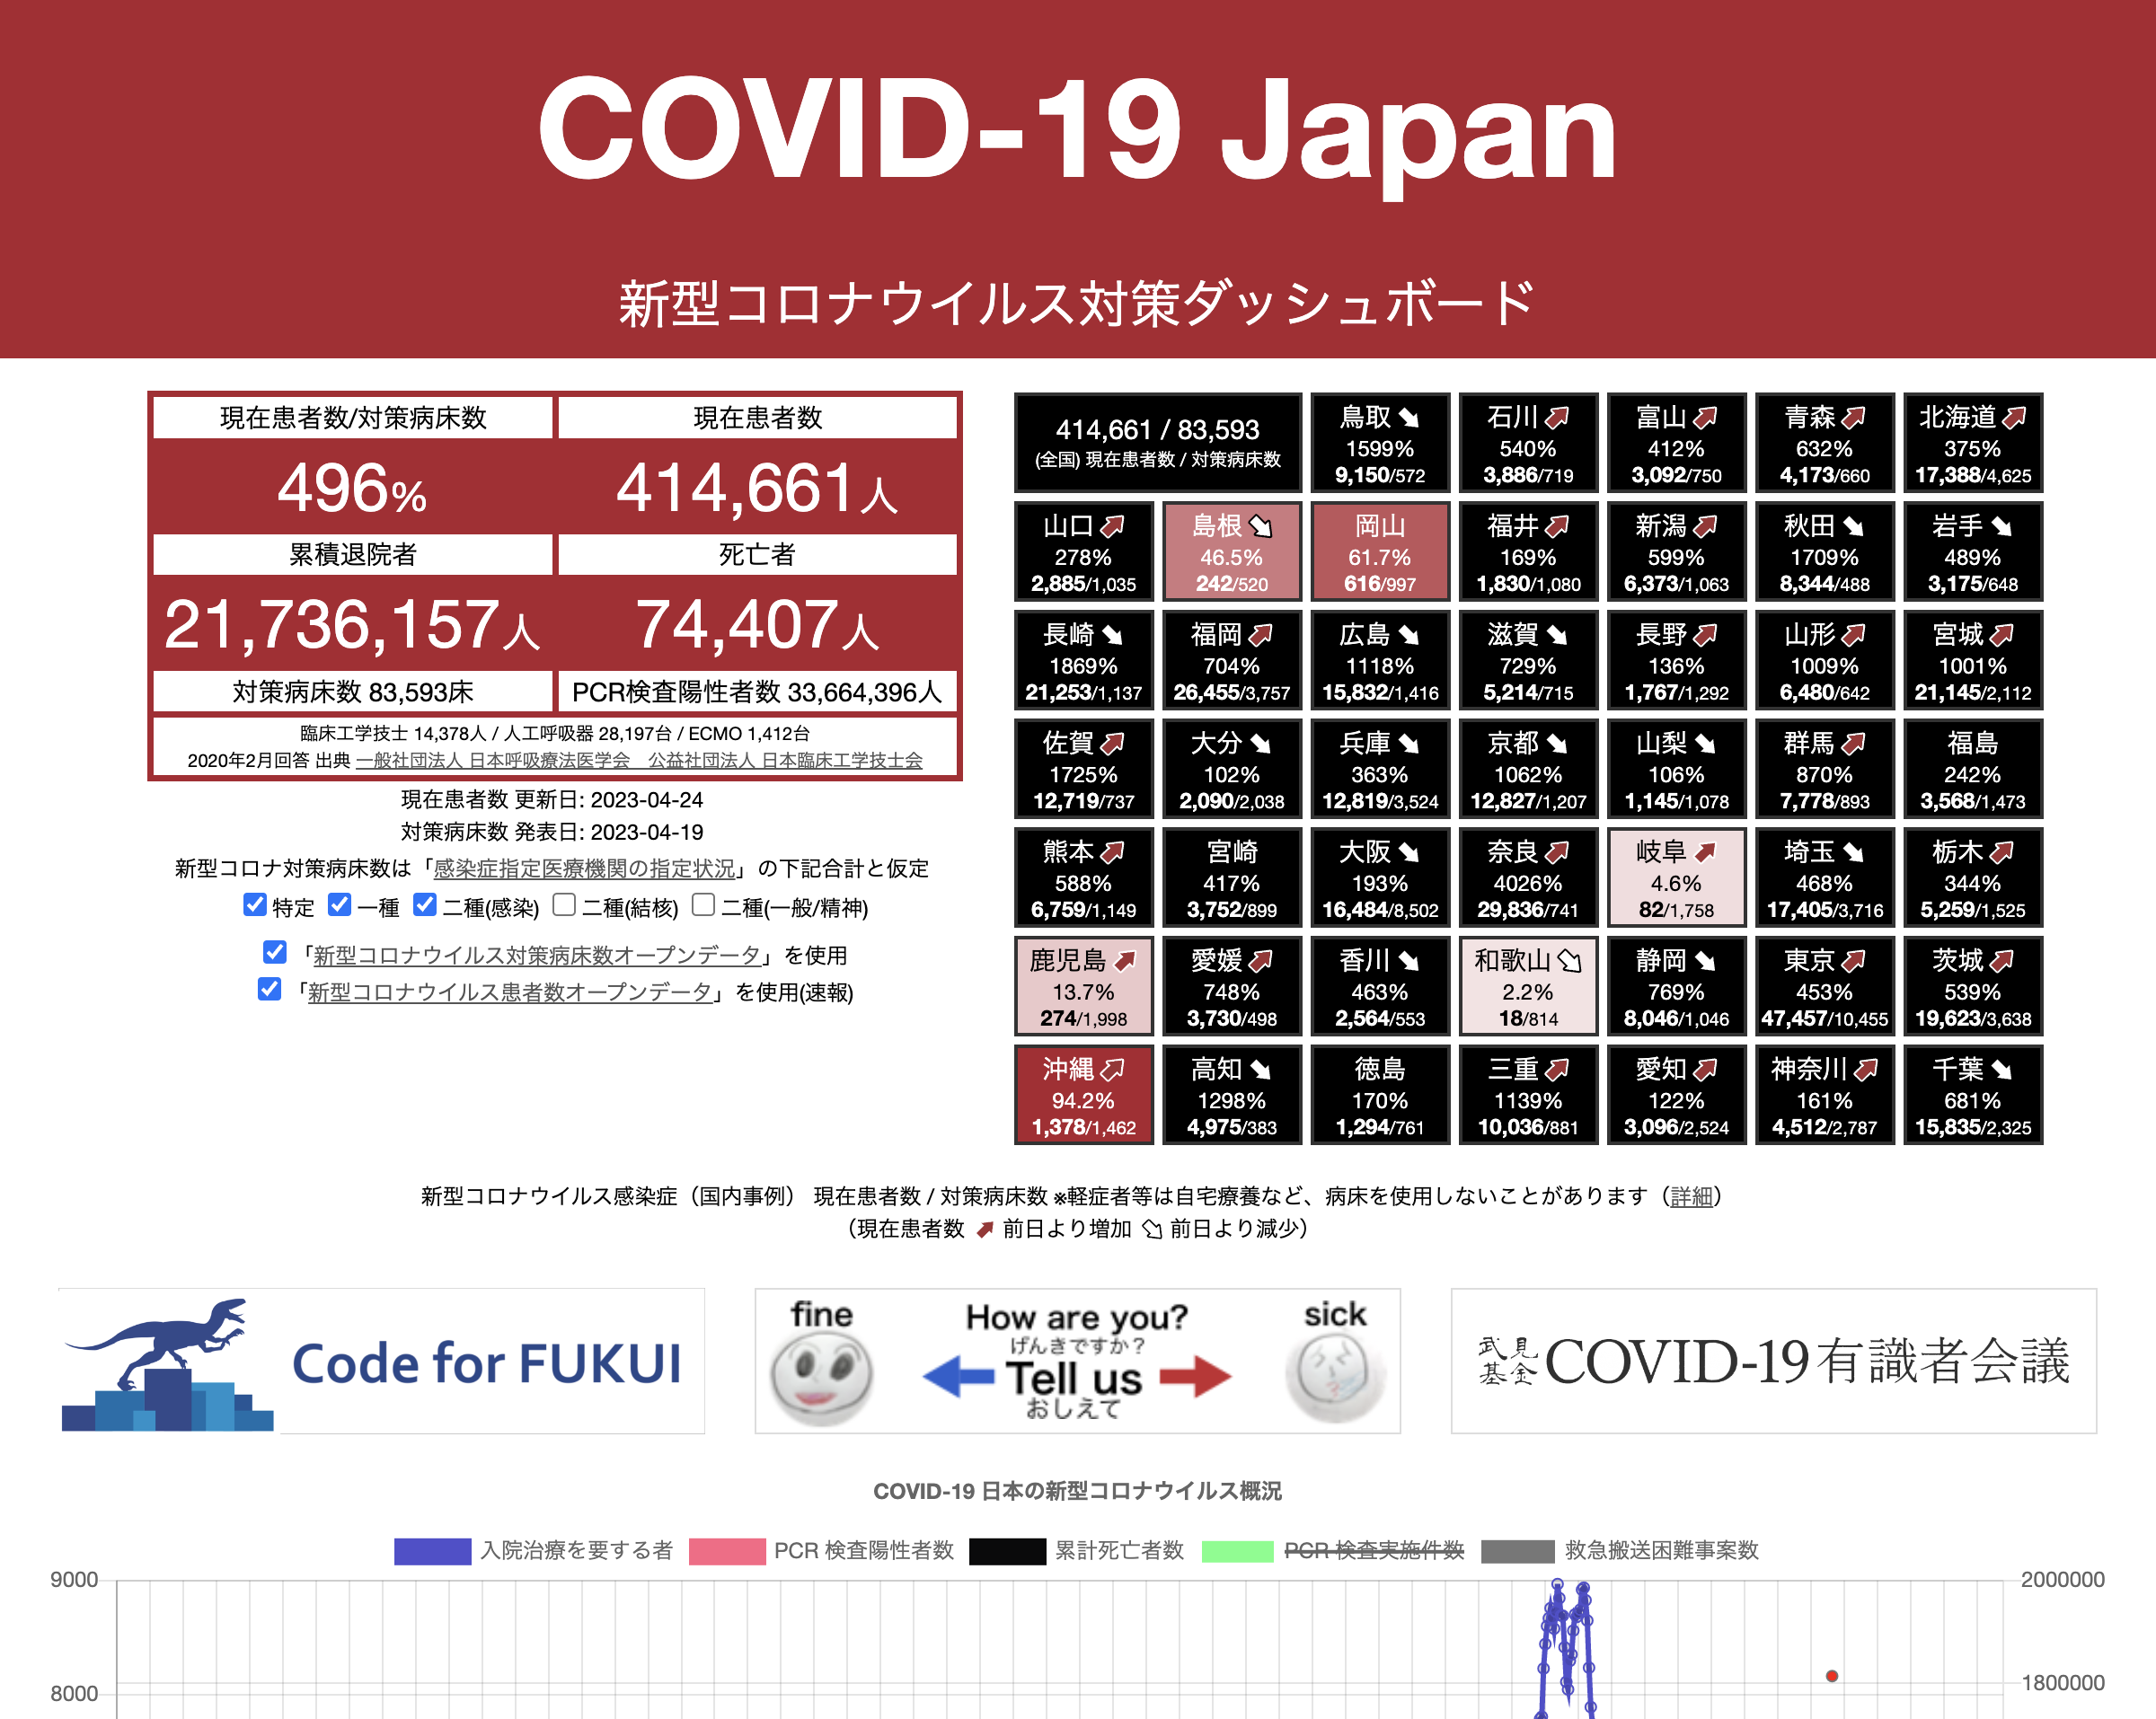 COVID-19 Japan
新型コロナウイルス対策ダッシュボード
現在患者数/対策病床数 現在患者数
496% 414,661人
累積退院者 死亡者
21,736,157人 74,407人
対策病床数 83,593床 PCR検査陽性者数 33,664,396人
臨床工学技士 14,378人 / 人工呼吸器 28,197台 / ECMO 1,412台
2020年2月回答 出典 一般社団法人 日本呼吸療法医学会　公益社団法人 日本臨床工学技士会
現在患者数 更新日: 2023-04-24
対策病床数 発表日: 2023-04-19
新型コロナ対策病床数は「感染症指定医療機関の指定状況」の下記合計と仮定
特定 一種 二種(感染) 二種(結核) 二種(一般/精神)
「新型コロナウイルス対策病床数オープンデータ」を使用
「新型コロナウイルス患者数オープンデータ」を使用(速報)
414,661 / 83,593
(全国) 現在患者数 / 対策病床数
鳥取 石川 富山 青森 北海道
1599% 540% 412% 632% 375%
9,150/572 3,886/719 3,092/750 4,173/660 17,388/4,625
山口 島根 岡山 福井 新潟 秋田 岩手
278% 46.5% 61.7% 169% 599% 1709% 489%
2,885/1,035 242/520 616/997 1,830/1,080 6,373/1,063 8,344/488 3,175/648
長崎 福岡 広島 滋賀 長野 山形 宮城
1869% 704% 1118% 729% 136% 1009% 1001%
21,253/1,137 26,455/3,757 15,832/1,416 5,214/715 1,767/1,292 6,480/642 21,145/2,112
佐賀 大分 兵庫 京都 山梨 群馬 福島
1725% 102% 363% 1062% 106% 870% 242%
12,719/737 2,090/2,038 12,819/3,524 12,827/1,207 1,145/1,078 7,778/893 3,568/1,473
熊本 宮崎 大阪 奈良 岐阜 埼玉 栃木
588% 417% 193% 4026% 4.6% 468% 344%
6,759/1,149 3,752/899 16,484/8,502 29,836/741 82/1,758 17,405/3,716 5,259/1,525
鹿児島 愛媛 香川 和歌山 静岡 東京 茨城
13.7% 748% 463% 2.2% 769% 453% 539%
274/1,998 3,730/498 2,564/553 18/814 8,046/1,046 47,457/10,455 19,623/3,638
沖縄 高知 徳島 三重 愛知 神奈川 千葉
94.2% 1298% 170% 1139% 122% 161% 681%
1,378/1,462 4,975/383 1,294/761 10,036/881 3,096/2,524 4,512/2,787 15,835/2,325
新型コロナウイルス感染症（国内事例） 現在患者数 / 対策病床数 ※軽症者等は自宅療養など、病床を使用しないことがあります（詳細）
（現在患者数 前日より増加 前日より減少）
Code for FUKUI
fine How are you? sick
げんきですか？
Tell us
おしえて
武見基金 COVID-19有識者会議
COVID-19 日本の新型コロナウイルス概況
入院治療を要する者 PCR 検査陽性者数 累計死亡者数 PCR 検査実施件数 救急搬送困難事案数
9000 2000000
8000 1800000